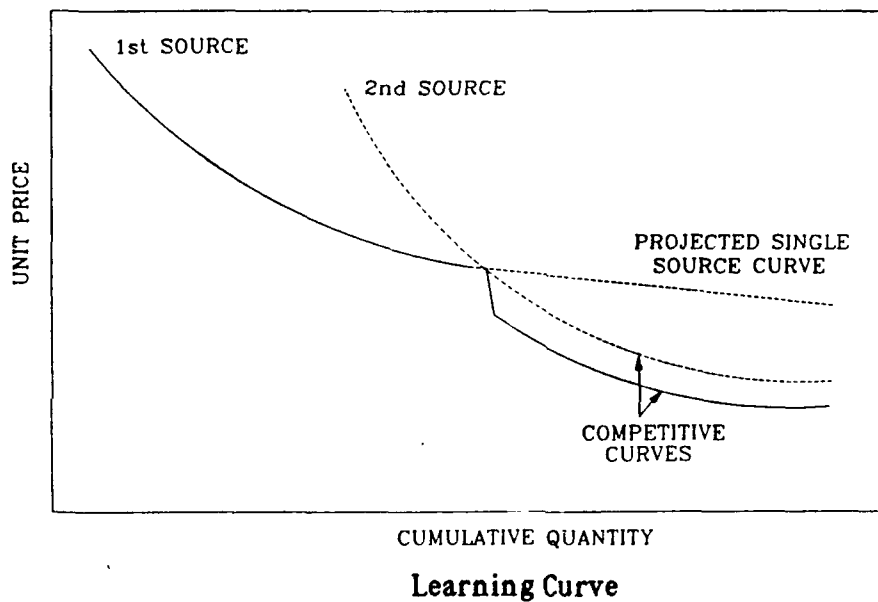 1st SOURCE
2nd SOURCE
PROJECTED SINGLE
SOURCE CURVE
UNIT PRICE
COMPETITIVE
CURVES
CUMULATIVE QUANTITY
Learning Curve